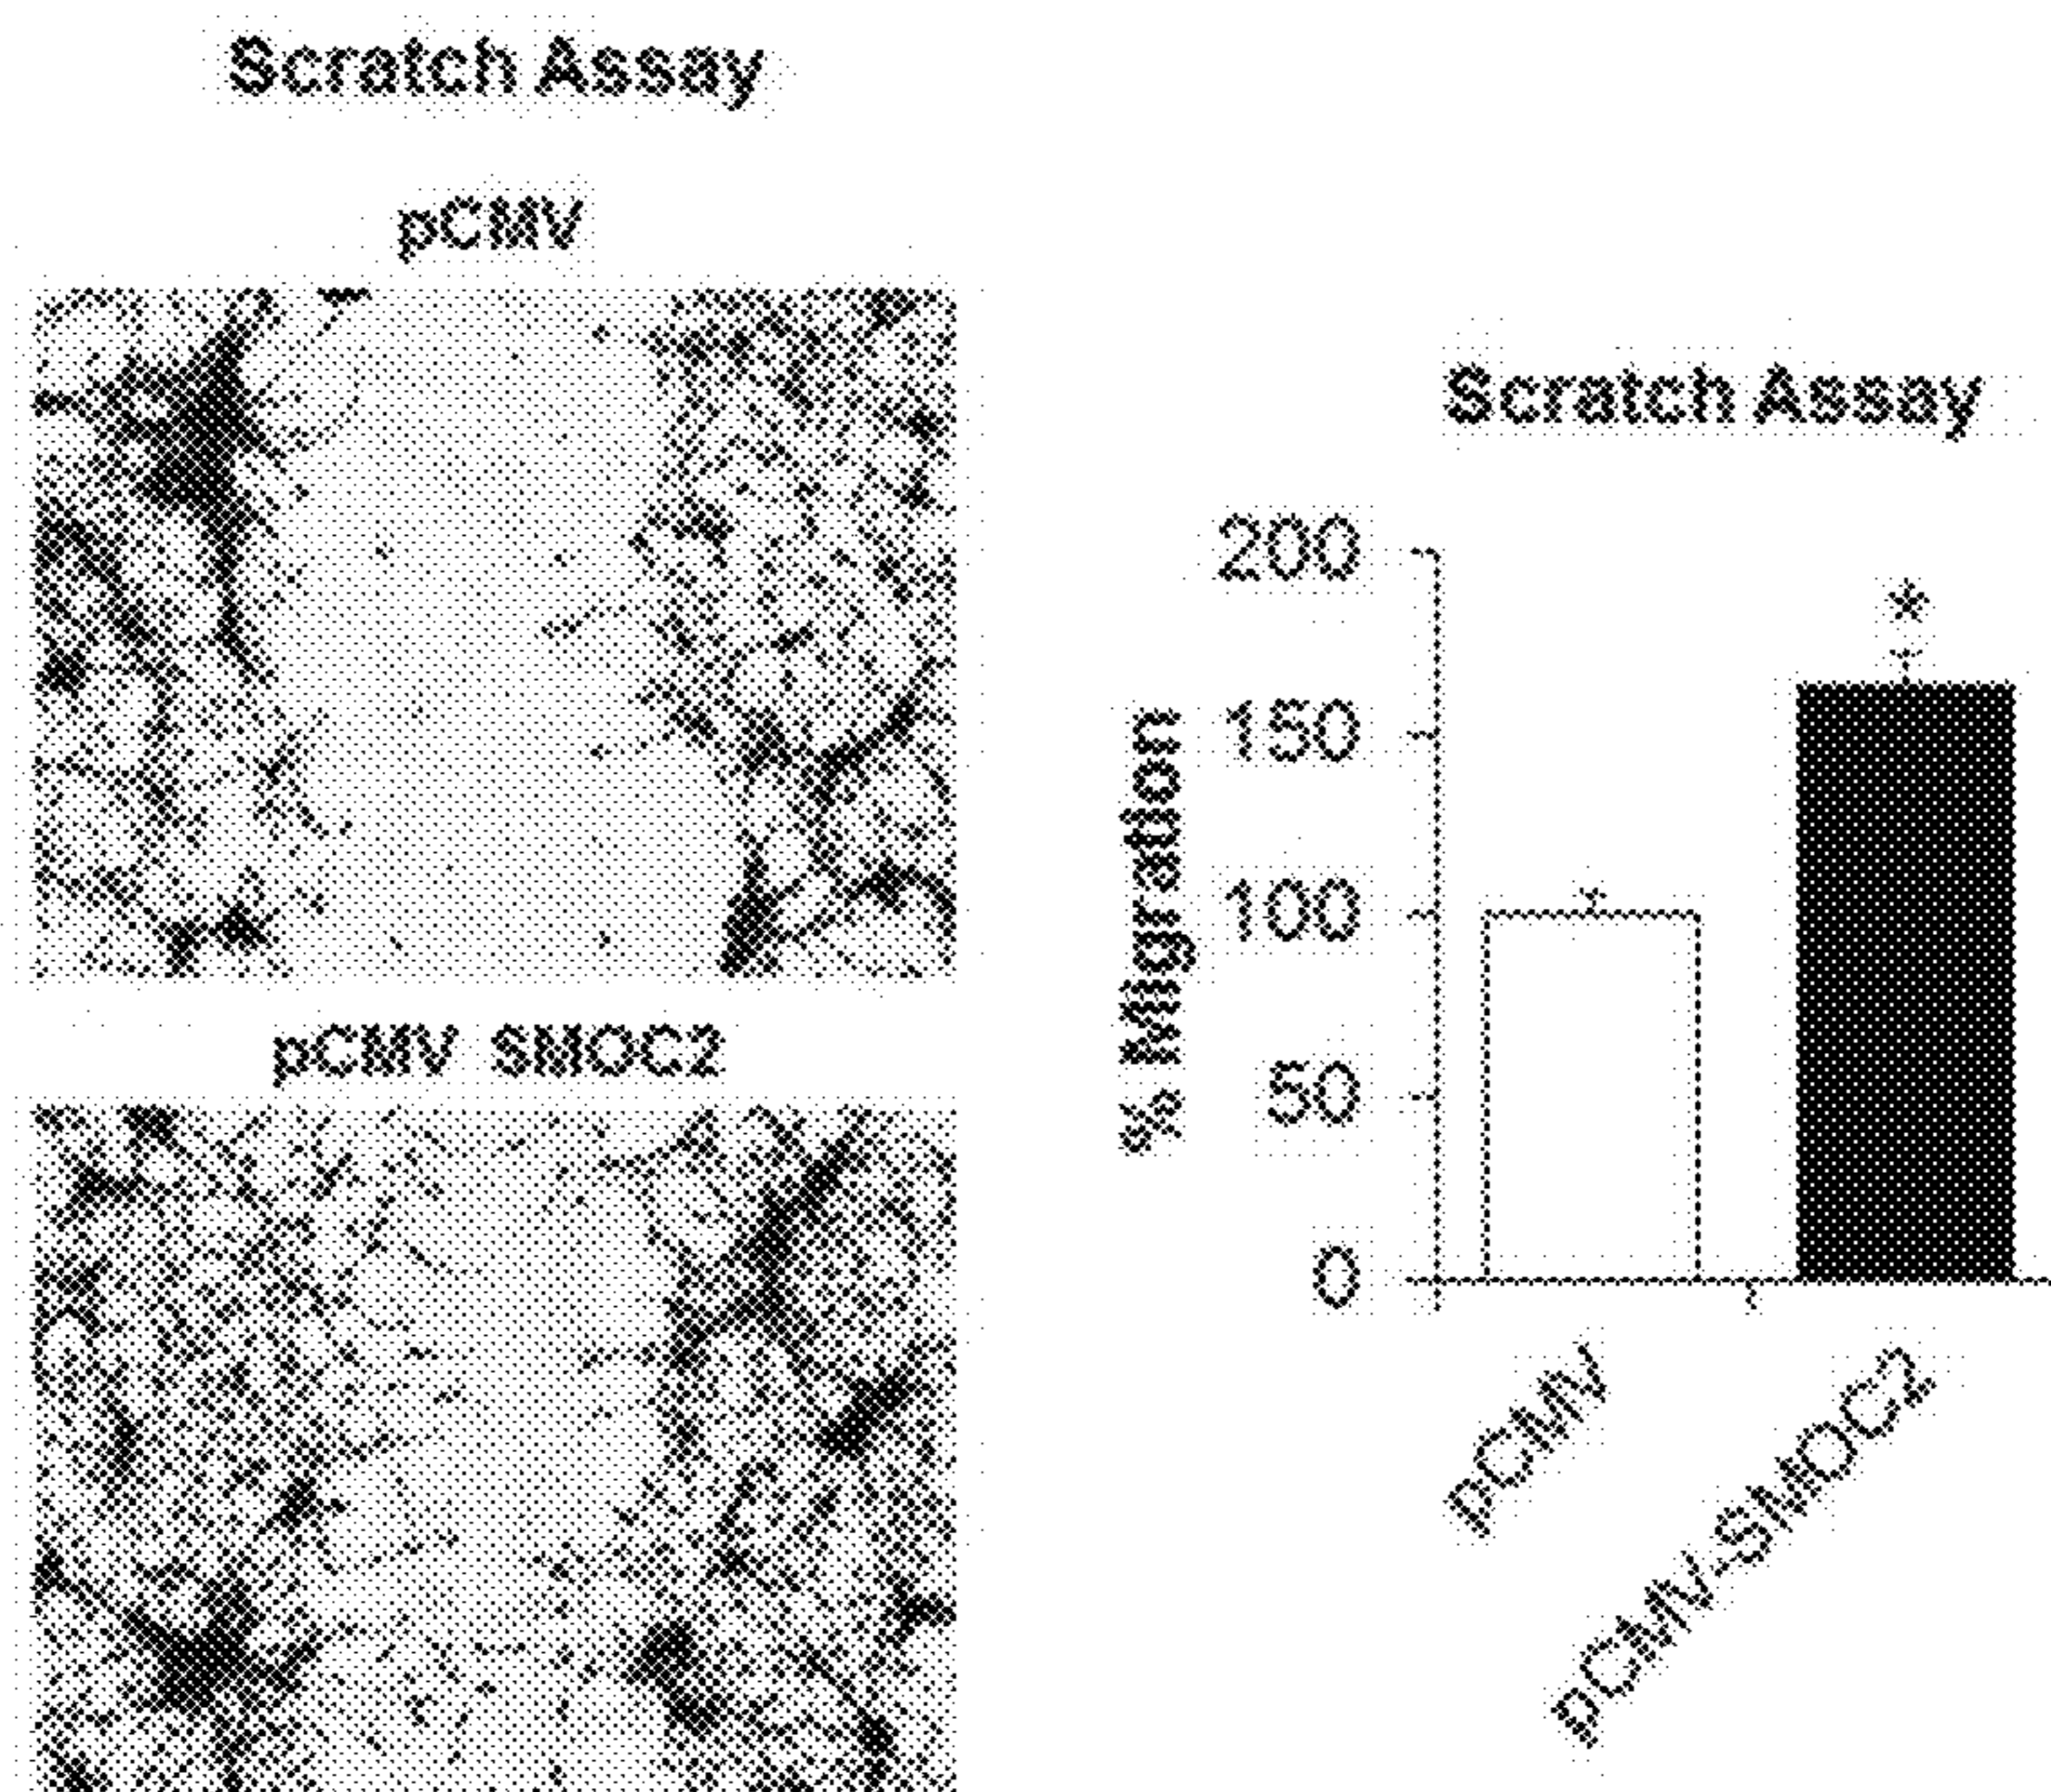 Scratch Assay
pCMV
pCMV SMOC2
Scratch Assay
% Migration
200
150
100
50
0
*
pCMV
pCMV-SMOC2